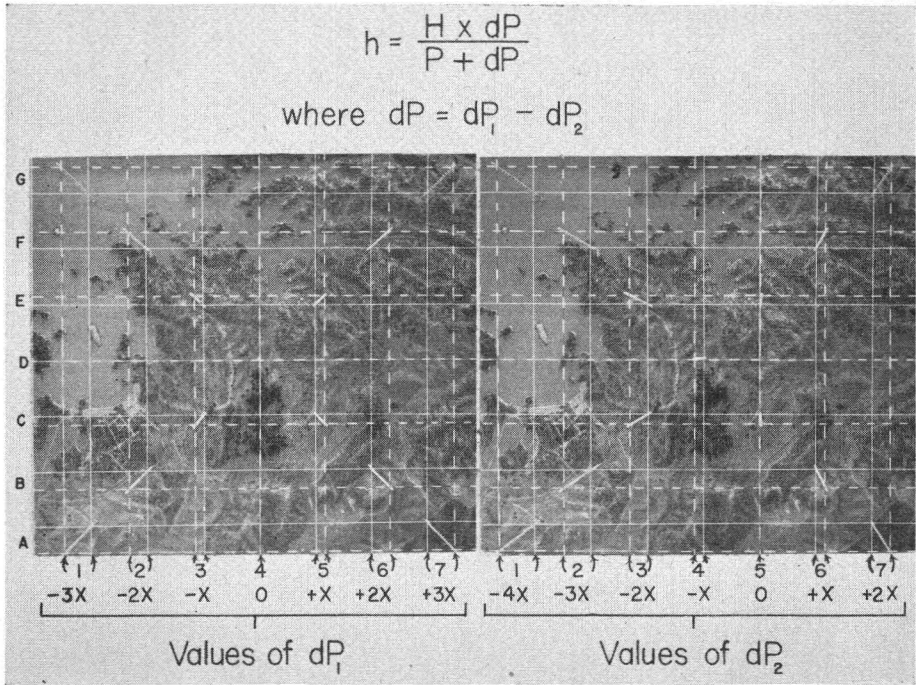 h = H x dP / P + dP
where dP = dP₁ - dP₂
G
F
E
D
C
B
A
(1) (2) 3 4 5 (6) (7) (1) (2) (3) 4 5 6 (7)
-3X -2X -X 0 +X +2X +3X -4X -3X -2X -X 0 +X +2X
Values of dP₁ Values of dP₂